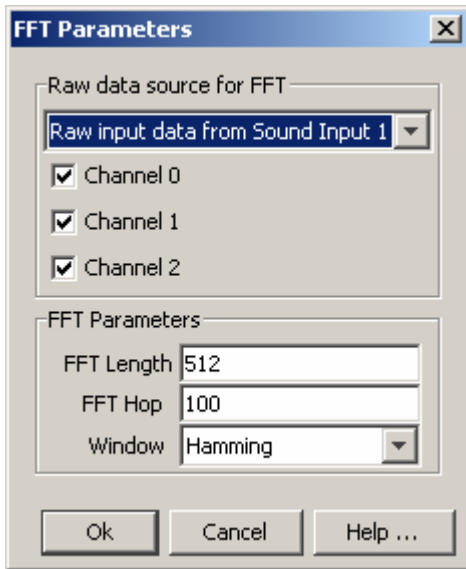 FFT Parameters
Raw data source for FFT
Raw input data from Sound Input 1
Channel 0
Channel 1
Channel 2
FFT Parameters
FFT Length 512
FFT Hop 100
Window Hamming
Ok Cancel Help ...